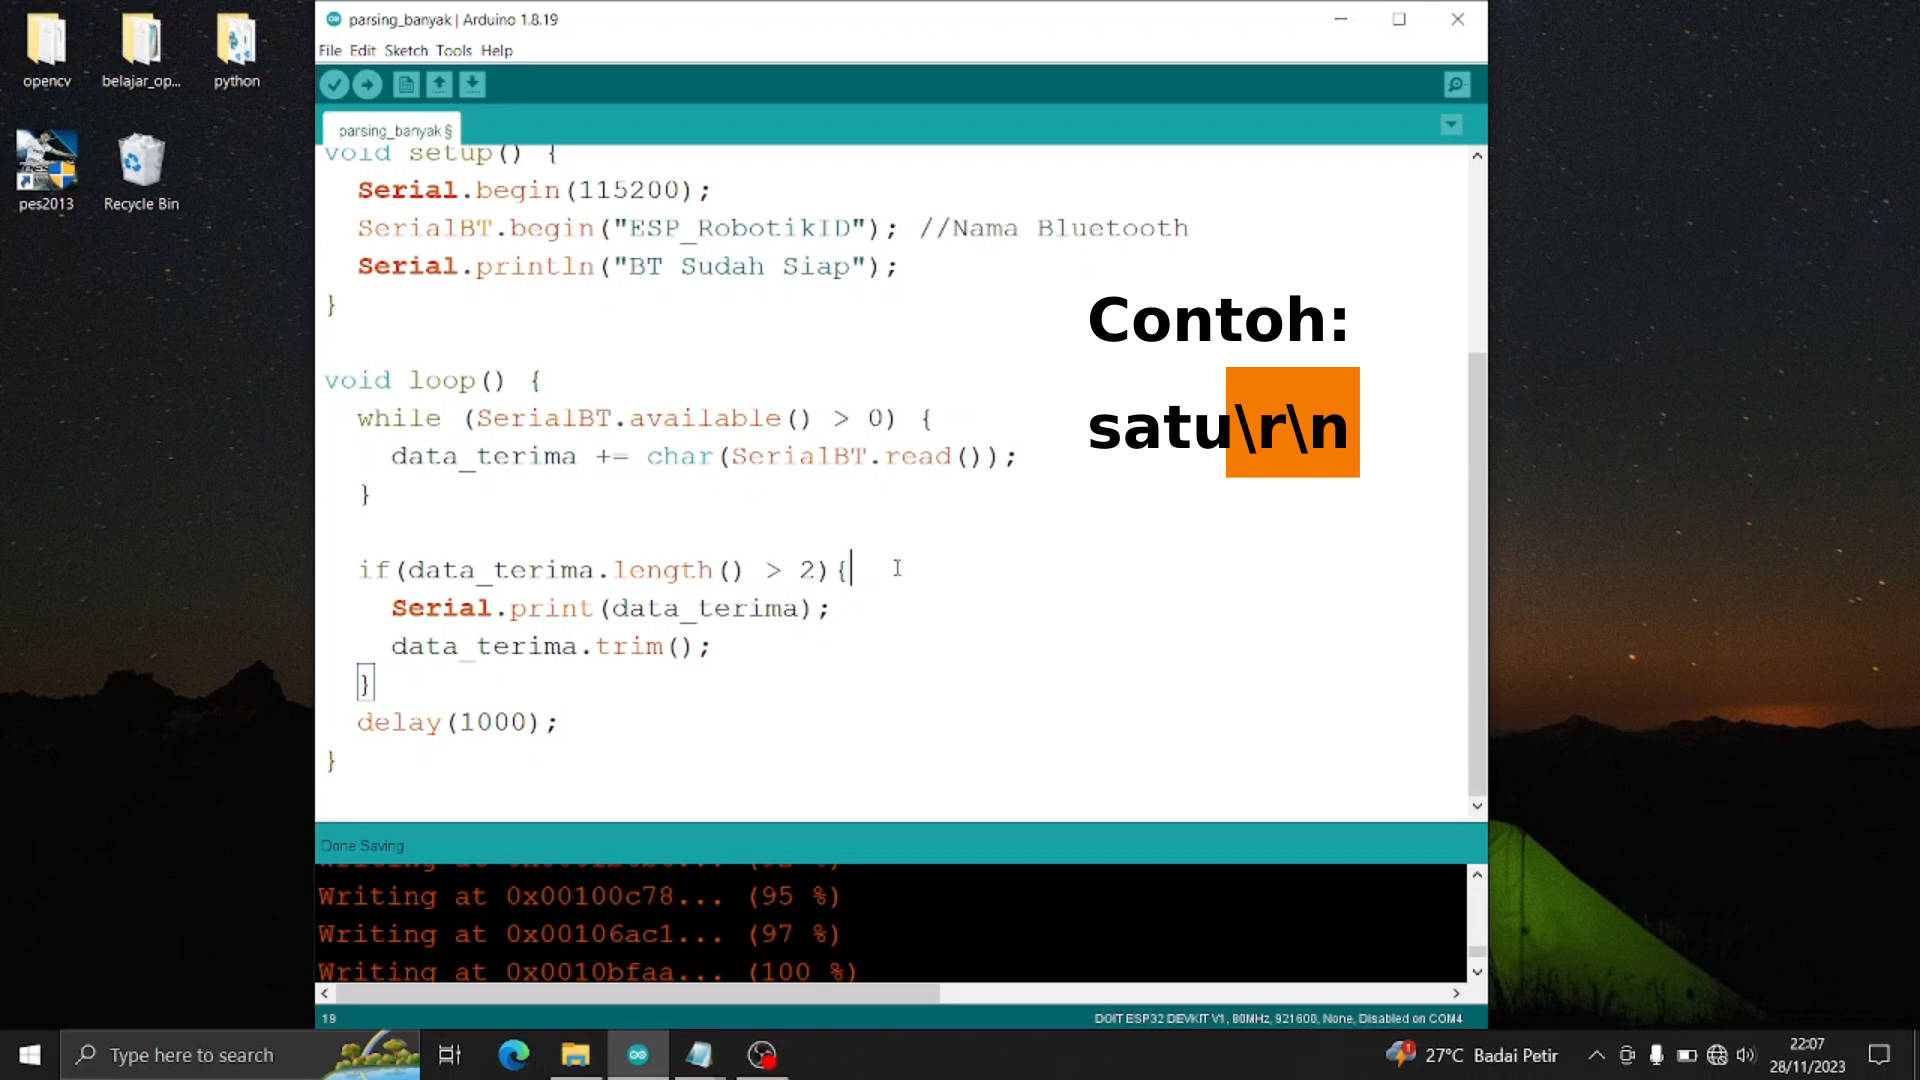 opencv
belajar_op...
python
pes2013
Recycle Bin
parsing_banyak | Arduino 1.8.19
File Edit Sketch Tools Help
parsing_banyak §
void setup() {
Serial.begin(115200);
SerialBT.begin("ESP_RobotikID"); //Nama Bluetooth
Serial.println("BT Sudah Siap");
}
void loop() {
while (SerialBT.available() > 0) {
data_terima += char(SerialBT.read());
}
if(data_terima.length() > 2){
Serial.print(data_terima);
data_terima.trim();
}
delay(1000);
}
Contoh:
satu\r\n
Done Saving
Writing at 0x00100c78... (95 %)
Writing at 0x00106ac1... (97 %)
Writing at 0x0010bfaa... (100 %)
19
DOIT ESP32 DEVKIT V1, 80MHz, 921600, None, Disabled on COM4
Type here to search
27°C Badai Petir
22:07
28/11/2023